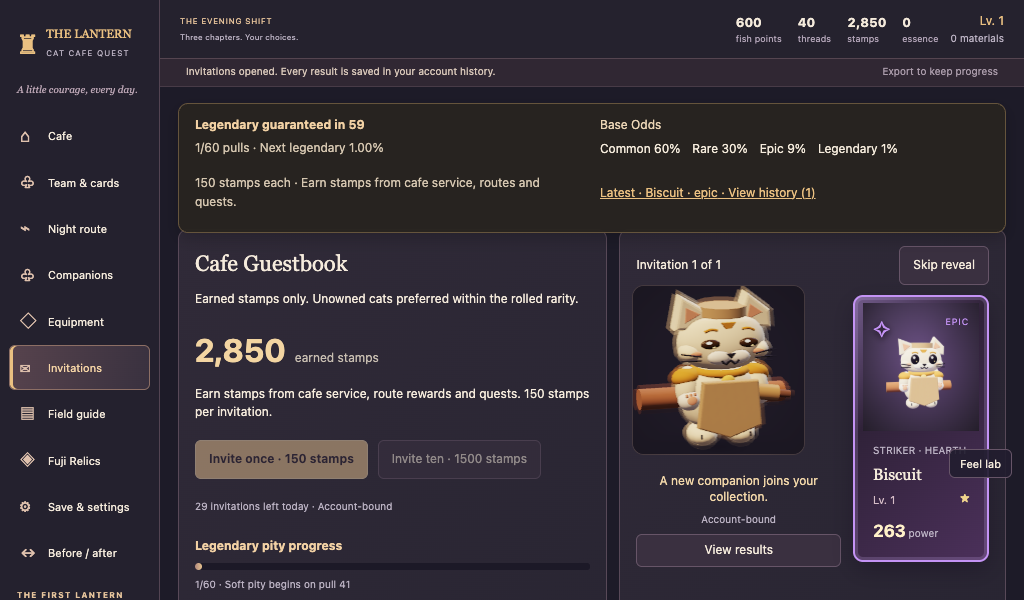 THE LANTERN
CAT CAFE QUEST
A little courage, every day.
Cafe
Team & cards
Night route
Companions
Equipment
Invitations
Field guide
Fuji Relics
Save & settings
Before / after
THE FIRST LANTERN
THE EVENING SHIFT
Three chapters. Your choices.
600
fish points
40
threads
2,850
stamps
0
essence
Lv. 1
0 materials
Invitations opened. Every result is saved in your account history.
Export to keep progress
Legendary guaranteed in 59
1/60 pulls · Next legendary 1.00%
150 stamps each · Earn stamps from cafe service, routes and
quests.
Base Odds
Common 60% Rare 30% Epic 9% Legendary 1%
Latest · Biscuit · epic · View history (1)
Cafe Guestbook
Earned stamps only. Unowned cats preferred within the rolled rarity.
2,850 earned stamps
Earn stamps from cafe service, route rewards and quests. 150 stamps
per invitation.
Invite once · 150 stamps
Invite ten · 1500 stamps
29 invitations left today · Account-bound
Legendary pity progress
1/60 · Soft pity begins on pull 41
Invitation 1 of 1
Skip reveal
A new companion joins your
collection.
Account-bound
View results
EPIC
STRIKER · HEARTH
Biscuit
Lv. 1
263 power
Feel lab